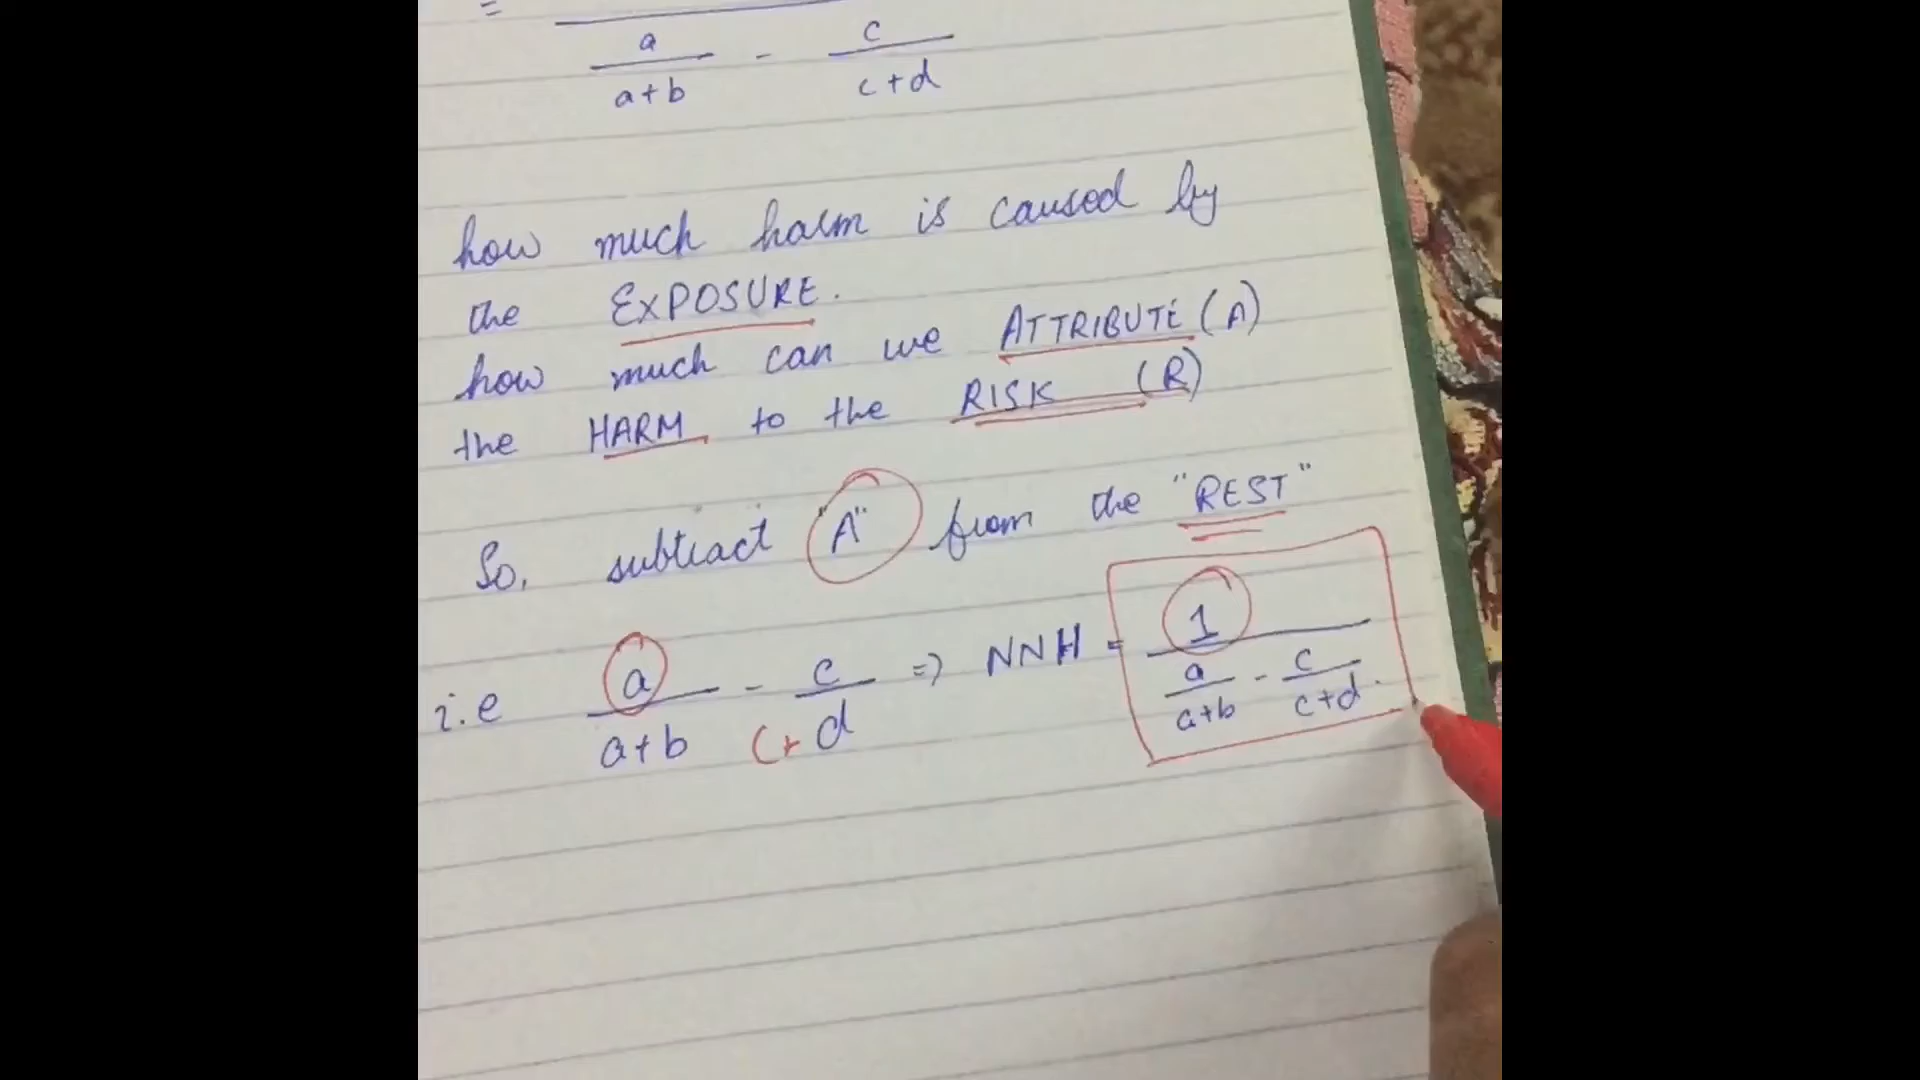 =
a/a+b - c/c+d
how much harm is caused by
the EXPOSURE.
how much can we ATTRIBUTE (A)
the HARM to the RISK (R)
So, subtract "A" from the "REST"
i.e a/a+b - c/c+d => NNH = 1/(a/a+b - c/c+d).